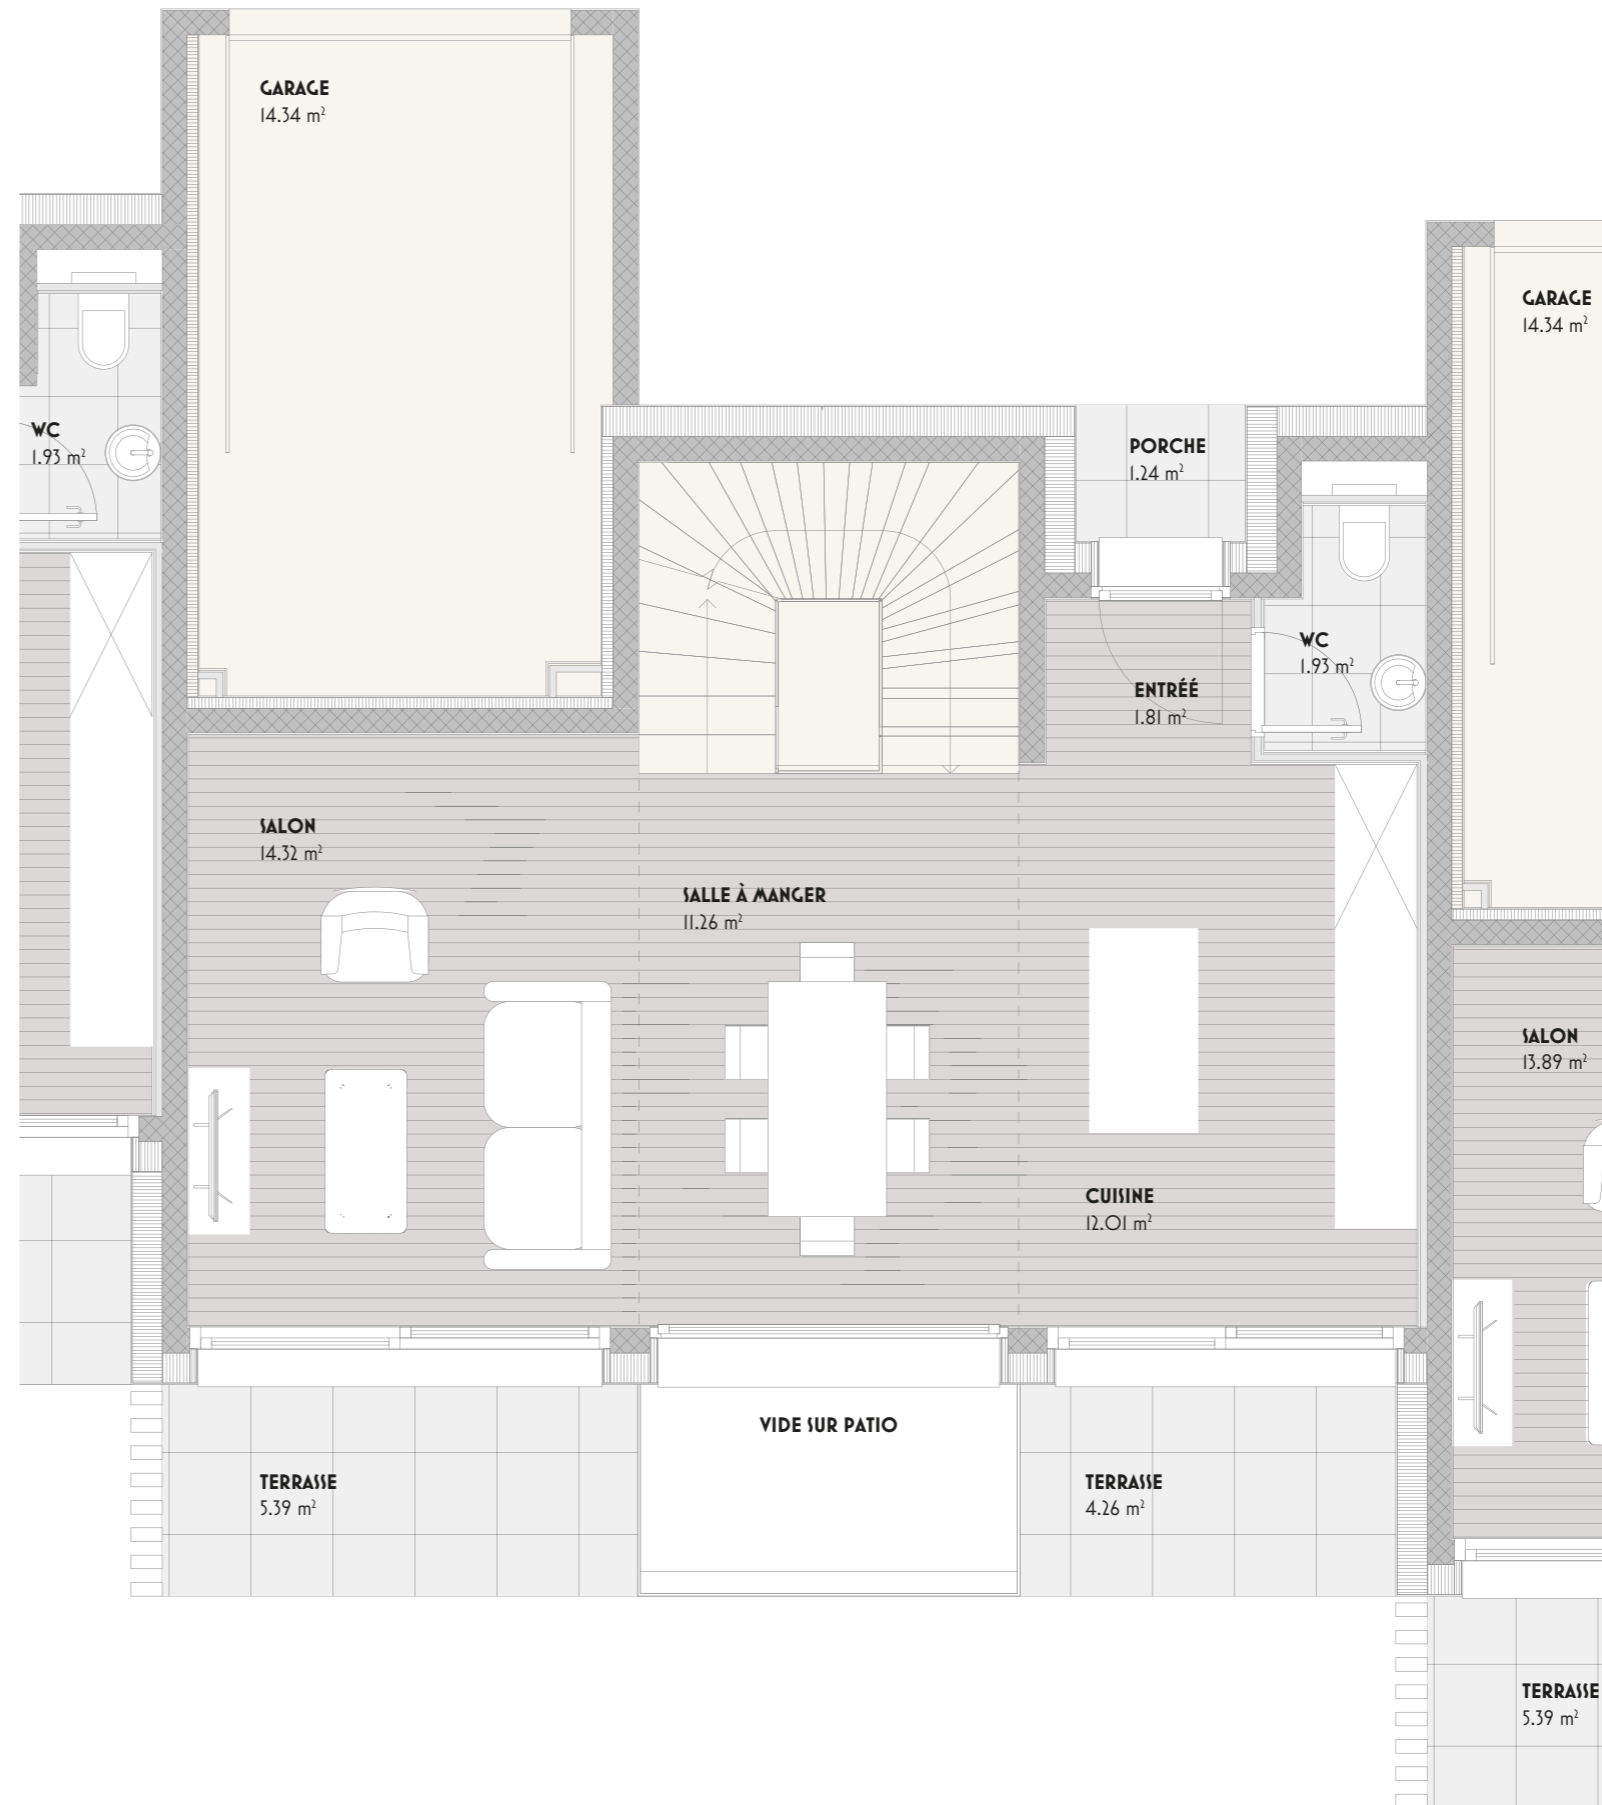 GARAGE
14.34 m²
GARAGE
14.34 m²
WC
1.93 m²
PORCHE
1.24 m²
WC
1.93 m²
ENTRÉÉ
1.81 m²
SALON
14.32 m²
SALLE À MANGER
11.26 m²
SALON
13.89 m²
CUISINE
12.01 m²
VIDE SUR PATIO
TERRASSE
5.39 m²
TERRASSE
4.26 m²
TERRASSE
5.39 m²